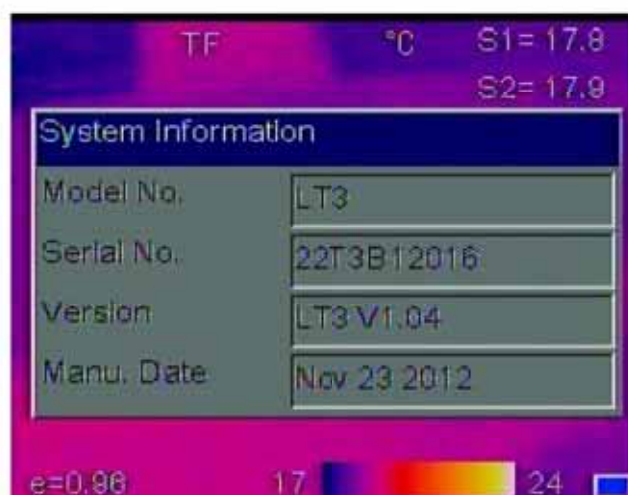 TF °C S1= 17.8
S2= 17.9
System Information
Model No. LT3
Serial No. 22T3B12016
Version LT3 V1.04
Manu. Date Nov 23 2012
e=0.96 17 24